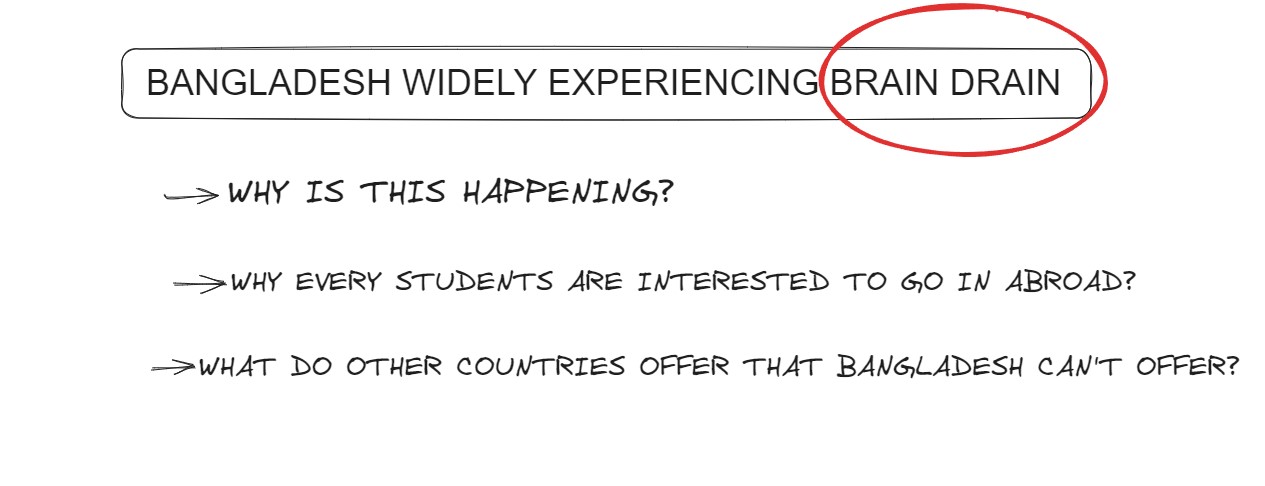 BANGLADESH WIDELY EXPERIENCING BRAIN DRAIN
WHY IS THIS HAPPENING?
WHY EVERY STUDENTS ARE INTERESTED TO GO IN ABROAD?
WHAT DO OTHER COUNTRIES OFFER THAT BANGLADESH CAN'T OFFER?